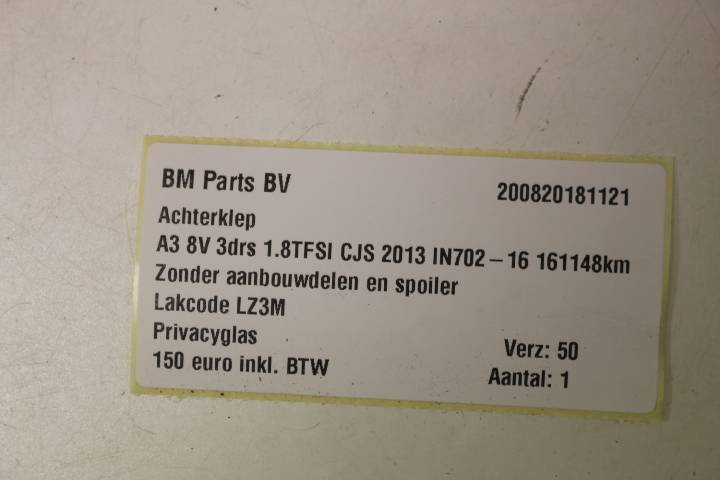 BM Parts BV 200820181121
Achterklep
A3 8V 3drs 1.8TFSI CJS 2013 IN702-16 161148km
Zonder aanbouwdelen en spoiler
Lakcode LZ3M
Privacyglas Verz: 50
150 euro inkl. BTW Aantal: 1